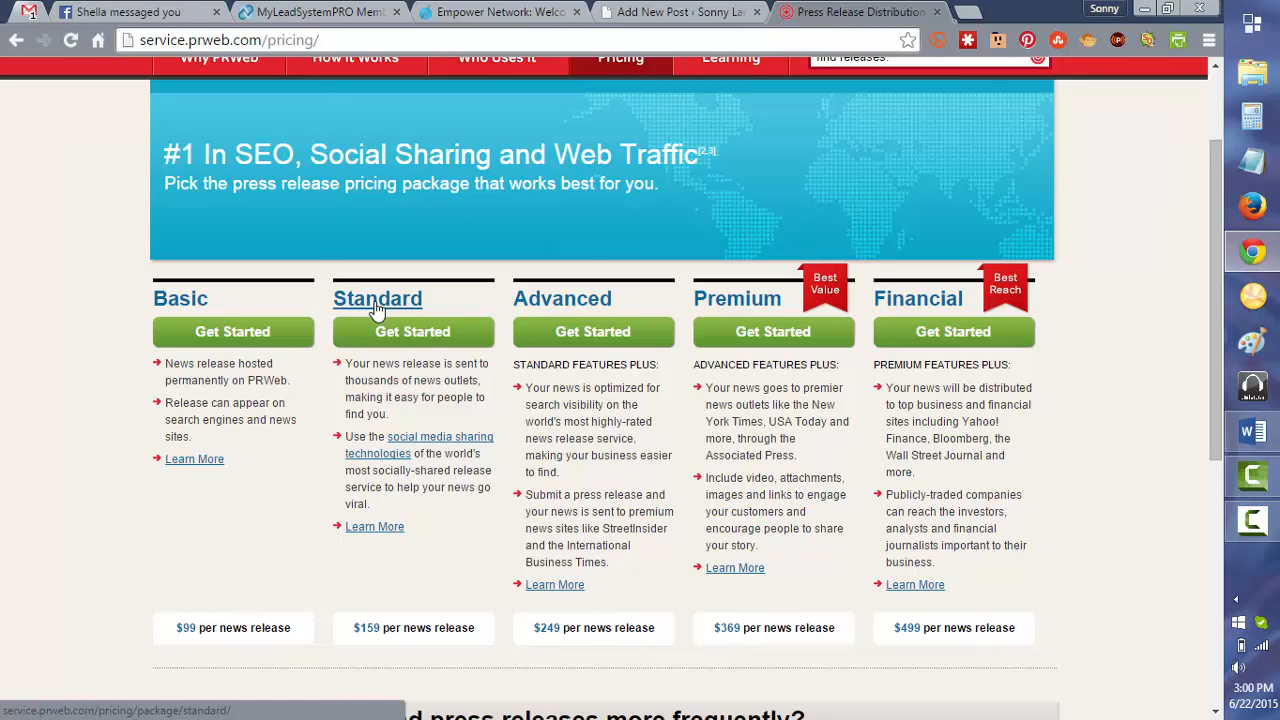 Sonny
1
Shella messaged you
MyLeadSystemPRO Mem
Empower Network: Welco
Add New Post ‹ Sonny La
Press Release Distribution
service.prweb.com/pricing/
Why PRWeb
How It Works
Who Uses It
Pricing
Learning
find releases:
#1 In SEO, Social Sharing and Web Traffic[2,3]
Pick the press release pricing package that works best for you.
Basic
Get Started
News release hosted
permanently on PRWeb.
Release can appear on
search engines and news
sites.
Learn More
$99 per news release
Standard
Get Started
Your news release is sent to
thousands of news outlets,
making it easy for people to
find you.
Use the social media sharing
technologies of the world's
most socially-shared release
service to help your news go
viral.
Learn More
$159 per news release
Advanced
Get Started
STANDARD FEATURES PLUS:
Your news is optimized for
search visibility on the
world's most highly-rated
news release service,
making your business easier
to find.
Submit a press release and
your news is sent to premium
news sites like StreetInsider
and the International
Business Times.
Learn More
$249 per news release
Best
Value
Premium
Get Started
ADVANCED FEATURES PLUS:
Your news goes to premier
news outlets like the New
York Times, USA Today and
more, through the
Associated Press.
Include video, attachments,
images and links to engage
your customers and
encourage people to share
your story.
Learn More
$369 per news release
Best
Reach
Financial
Get Started
PREMIUM FEATURES PLUS:
Your news will be distributed
to top business and financial
sites including Yahoo!
Finance, Bloomberg, the
Wall Street Journal and
more.
Publicly-traded companies
can reach the investors,
analysts and financial
journalists important to their
business.
Learn More
$499 per news release
d press releases more frequently?
service.prweb.com/pricing/package/standard/
3:00 PM
6/22/2015